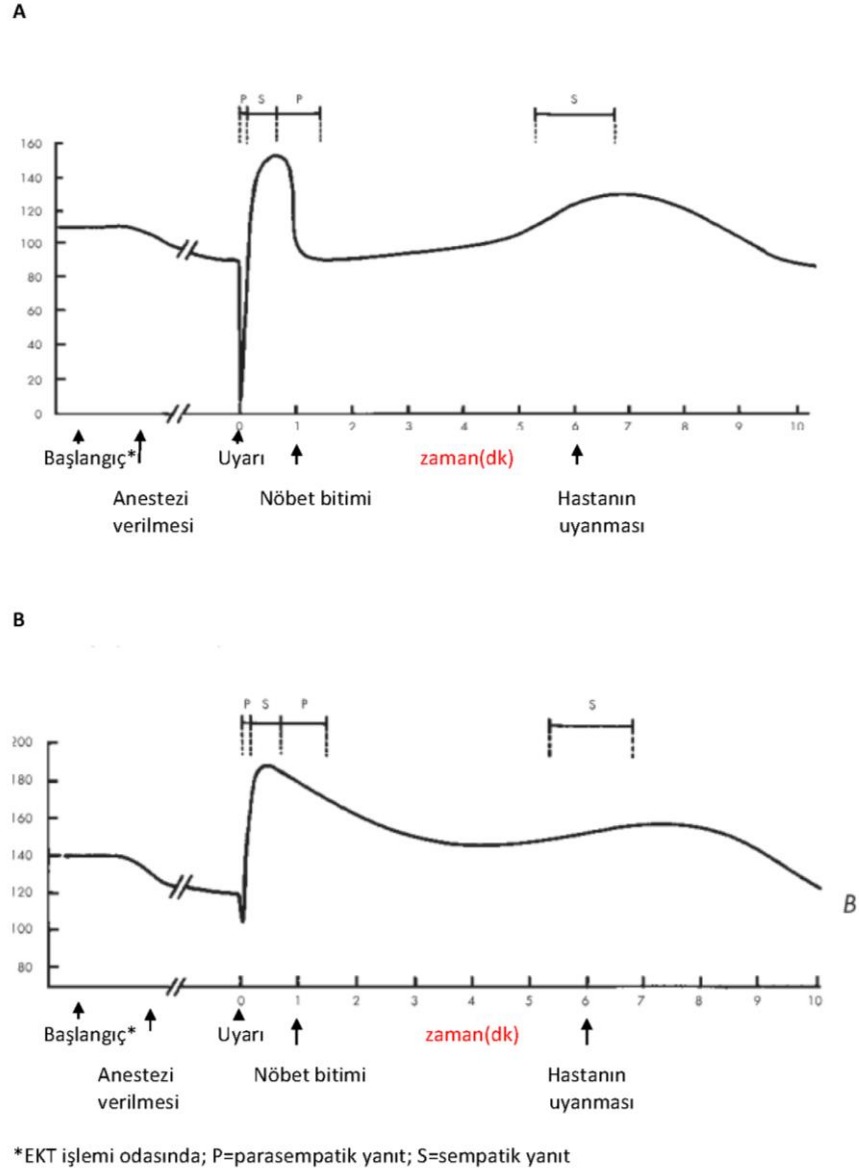 A
P S P S
160
140
120
100
80
60
40
20
0
0 1 2 3 4 5 6 7 8 9 10
Başlangıç* Uyarı zaman(dk)
Anestezi Nöbet bitimi Hastanın
verilmesi uyanması
B
P S P S
200
180
160
140
120
100
80
B
0 1 2 3 4 5 6 7 8 9 10
Başlangıç* Uyarı zaman(dk)
Anestezi Nöbet bitimi Hastanın
verilmesi uyanması
*EKT işlemi odasında; P=parasempatik yanıt; S=sempatik yanıt